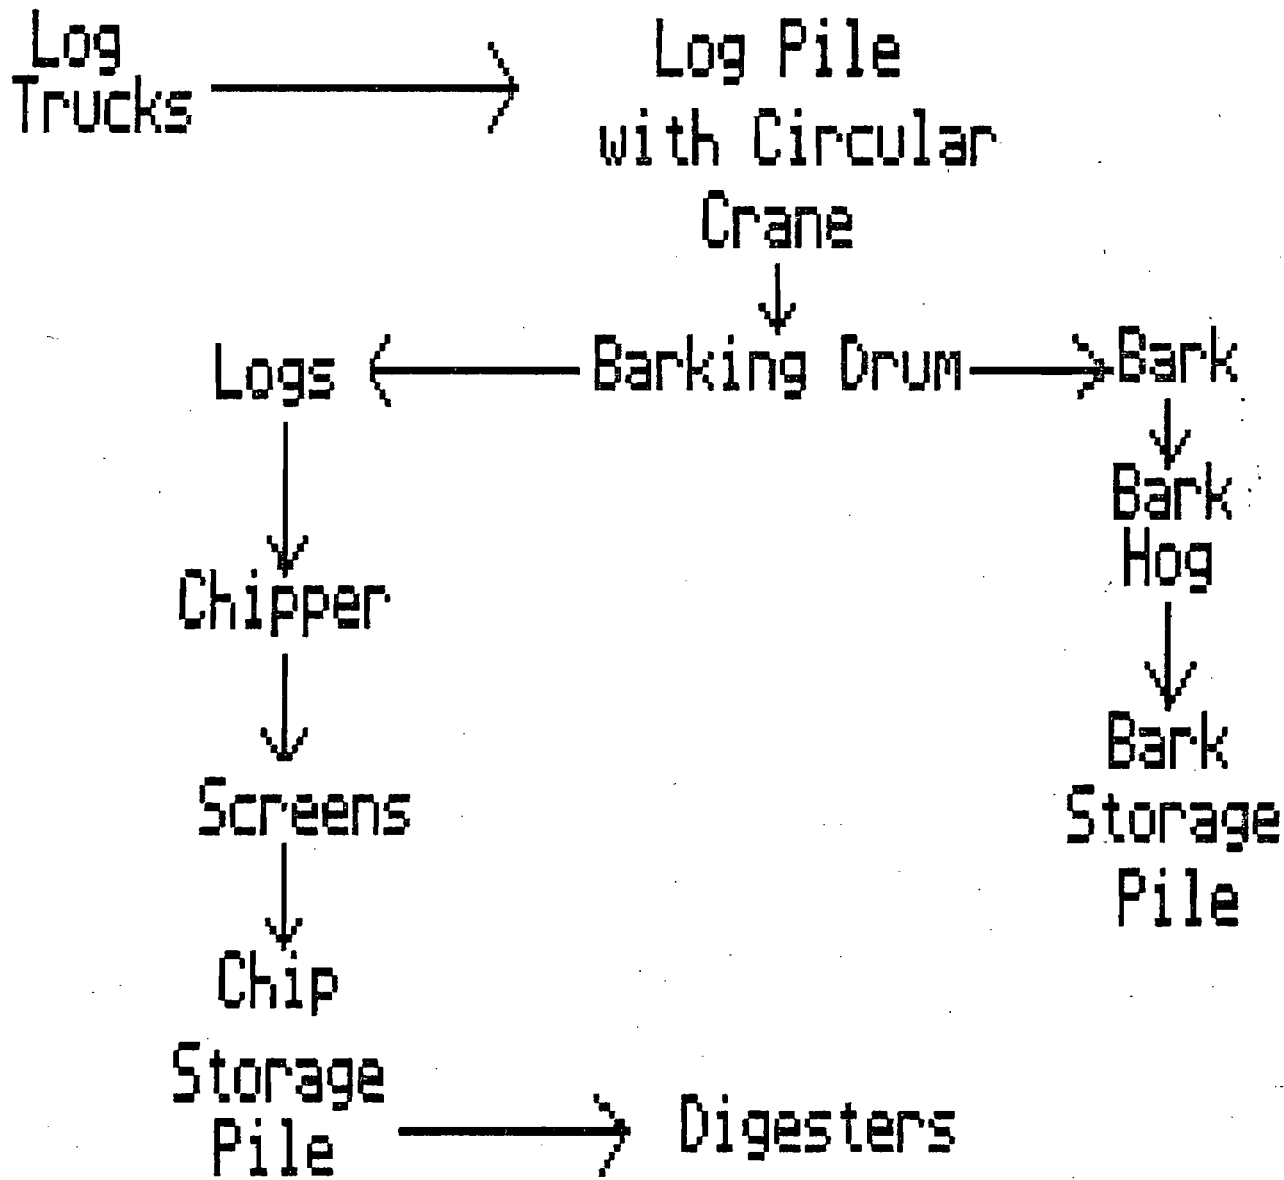 Log
Trucks
Log Pile
with Circular
Crane
Logs
Barking Drum
Bark
Bark
Hog
Chipper
Bark
Storage
Pile
Screens
Chip
Storage
Pile
Digesters